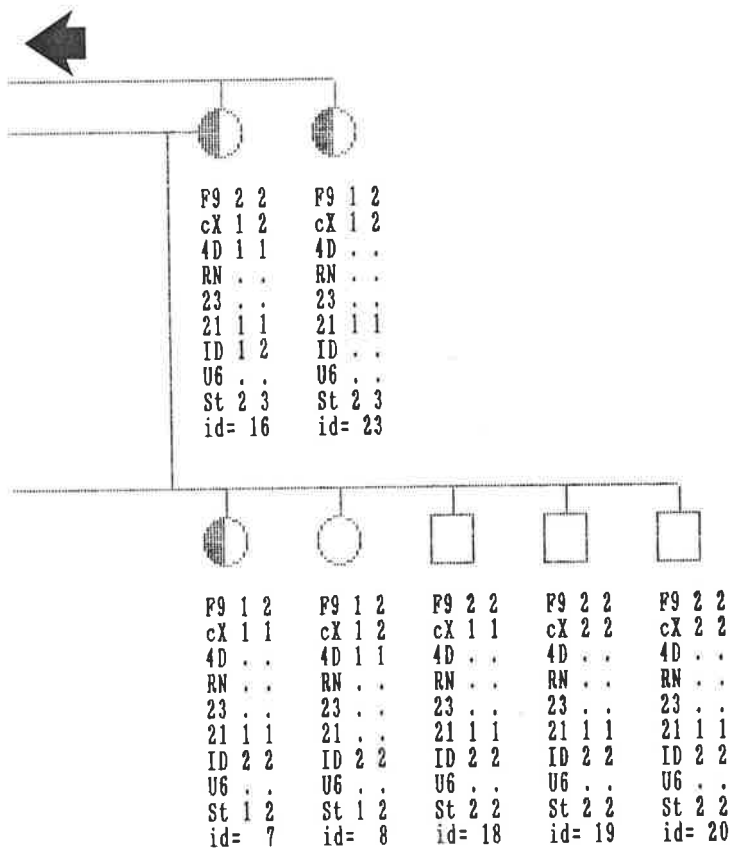 F9 2 2 F9 1 2
cX 1 2 cX 1 2
4D 1 1 4D . .
RN . . RN . .
23 . . 23 . .
21 1 1 21 1 1
ID 1 2 ID . .
U6 . . U6 . .
St 2 3 St 2 3
id= 16 id= 23
F9 1 2 F9 1 2 F9 2 2 F9 2 2 F9 2 2
cX 1 1 cX 1 2 cX 1 1 cX 2 2 cX 2 2
4D . . 4D 1 1 4D . . 4D . . 4D . .
RN . . RN . . RN . . RN . . RN . .
23 . . 23 . . 23 . . 23 . . 23 . .
21 1 1 21 . . 21 1 1 21 1 1 21 1 1
ID 2 2 ID 2 2 ID 2 2 ID 2 2 ID 2 2
U6 . . U6 . . U6 . . U6 . . U6 . .
St 1 2 St 1 2 St 2 2 St 2 2 St 2 2
id= 7 id= 8 id= 18 id= 19 id= 20